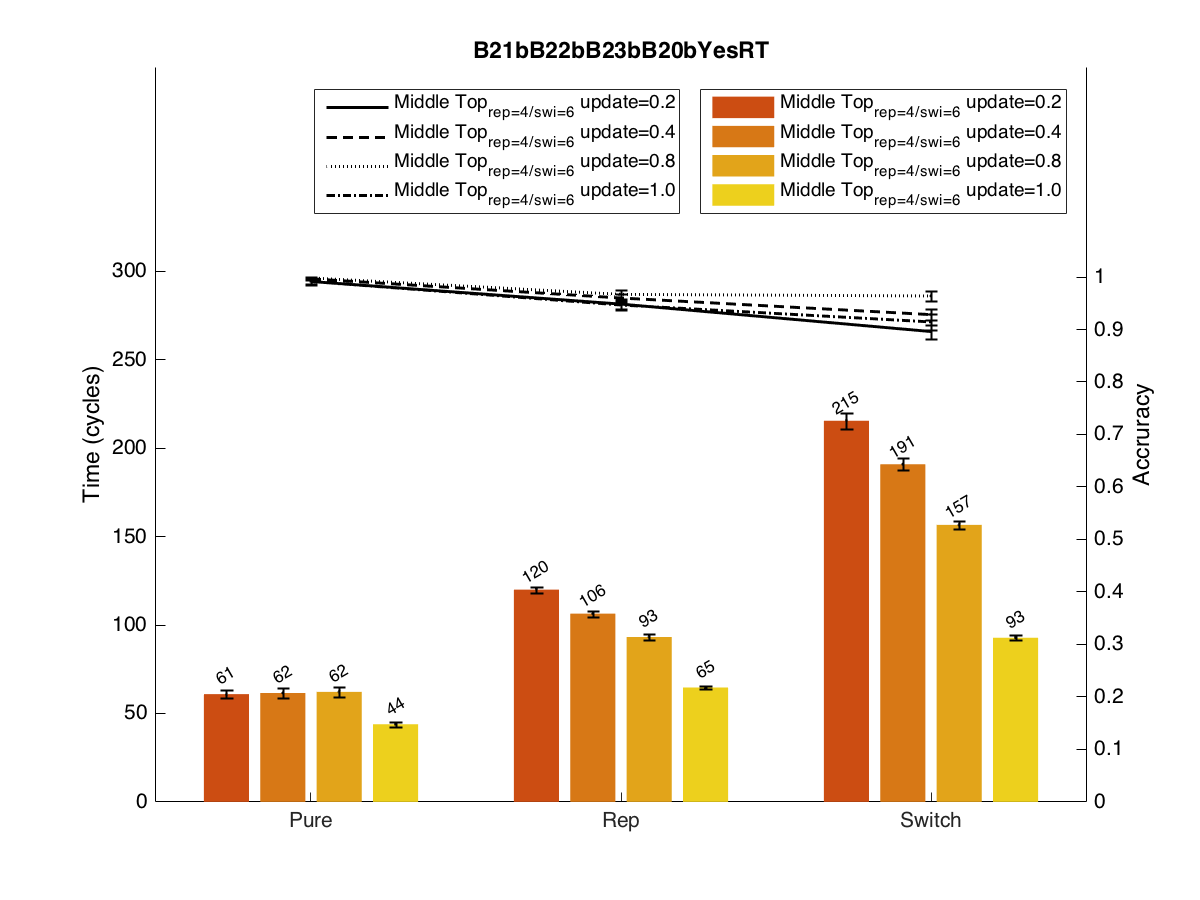 B21bB22bB23bB20bYesRT
Middle Toprep=4/swi=6 update=0.2
Middle Toprep=4/swi=6 update=0.4
Middle Toprep=4/swi=6 update=0.8
Middle Toprep=4/swi=6 update=1.0
Middle Toprep=4/swi=6 update=0.2
Middle Toprep=4/swi=6 update=0.4
Middle Toprep=4/swi=6 update=0.8
Middle Toprep=4/swi=6 update=1.0
Time (cycles)
300
250
200
150
100
50
0
61
62
62
44
120
106
93
65
215
191
157
93
Pure
Rep
Switch
1
0.9
0.8
0.7
0.6
0.5
0.4
0.3
0.2
0.1
0
Accruracy